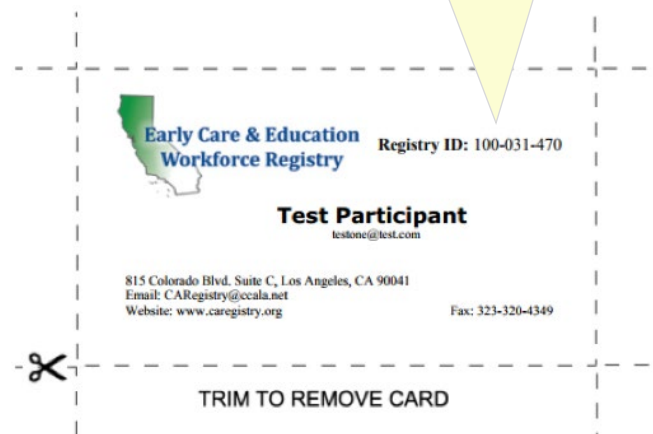 Early Care & Education
Workforce Registry
Registry ID: 100-031-470
Test Participant
testone@test.com
815 Colorado Blvd. Suite C, Los Angeles, CA 90041
Email: CARegistry@ccala.net
Website: www.caregistry.org
Fax: 323-320-4349
TRIM TO REMOVE CARD